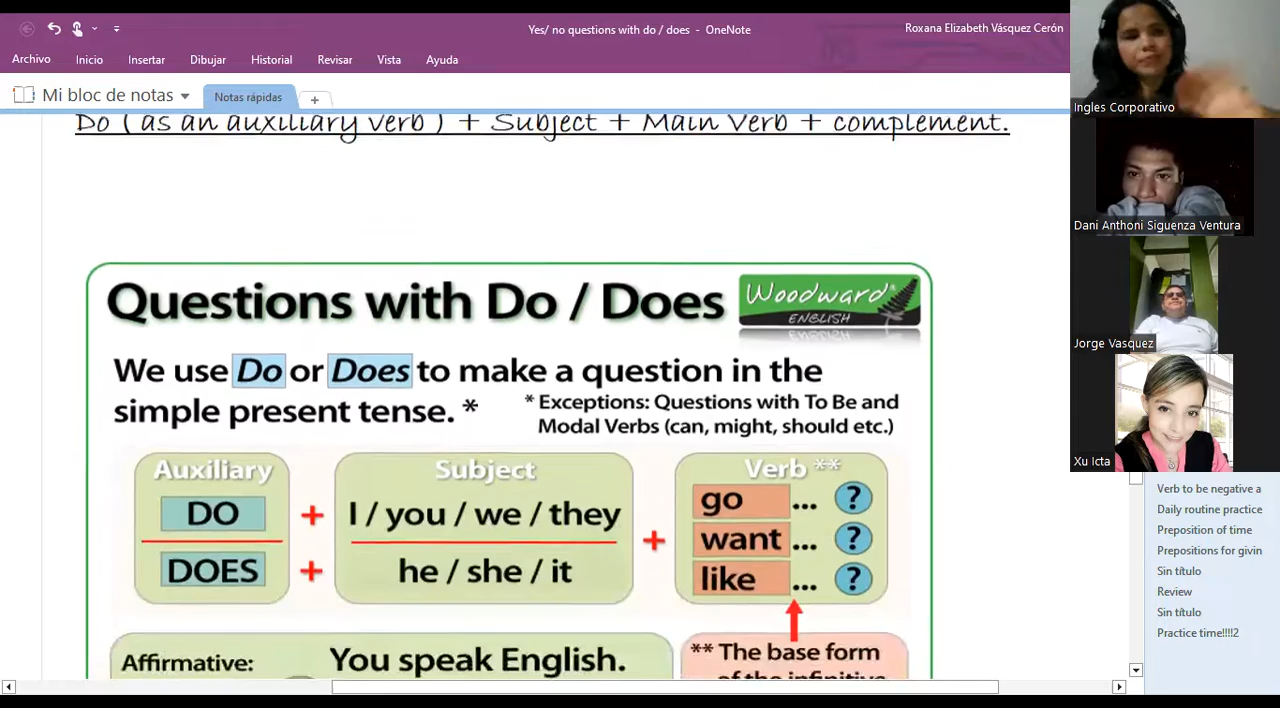 Yes/ no questions with do / does - OneNote
Roxana Elizabeth Vásquez Cerón
Archivo Inicio Insertar Dibujar Historial Revisar Vista Ayuda
Mi bloc de notas Notas rápidas
Do ( as an auxiliary verb ) + Subject + Main Verb + complement.
Questions with Do / Does
Woodward®
ENGLISH
We use Do or Does to make a question in the
simple present tense. *
* Exceptions: Questions with To Be and
Modal Verbs (can, might, should etc.)
Auxiliary Subject Verb **
DO + I / you / we / they
DOES + he / she / it
+
go ... ?
want ... ?
like ... ?
Affirmative: You speak English.
** The base form
of the infinitive
Ingles Corporativo
Dani Anthoni Siguenza Ventura
Jorge Vasquez
Xu Icta
Verb to be negative a
Daily routine practice
Preposition of time
Prepositions for givin
Sin título
Review
Sin título
Practice time!!!!2